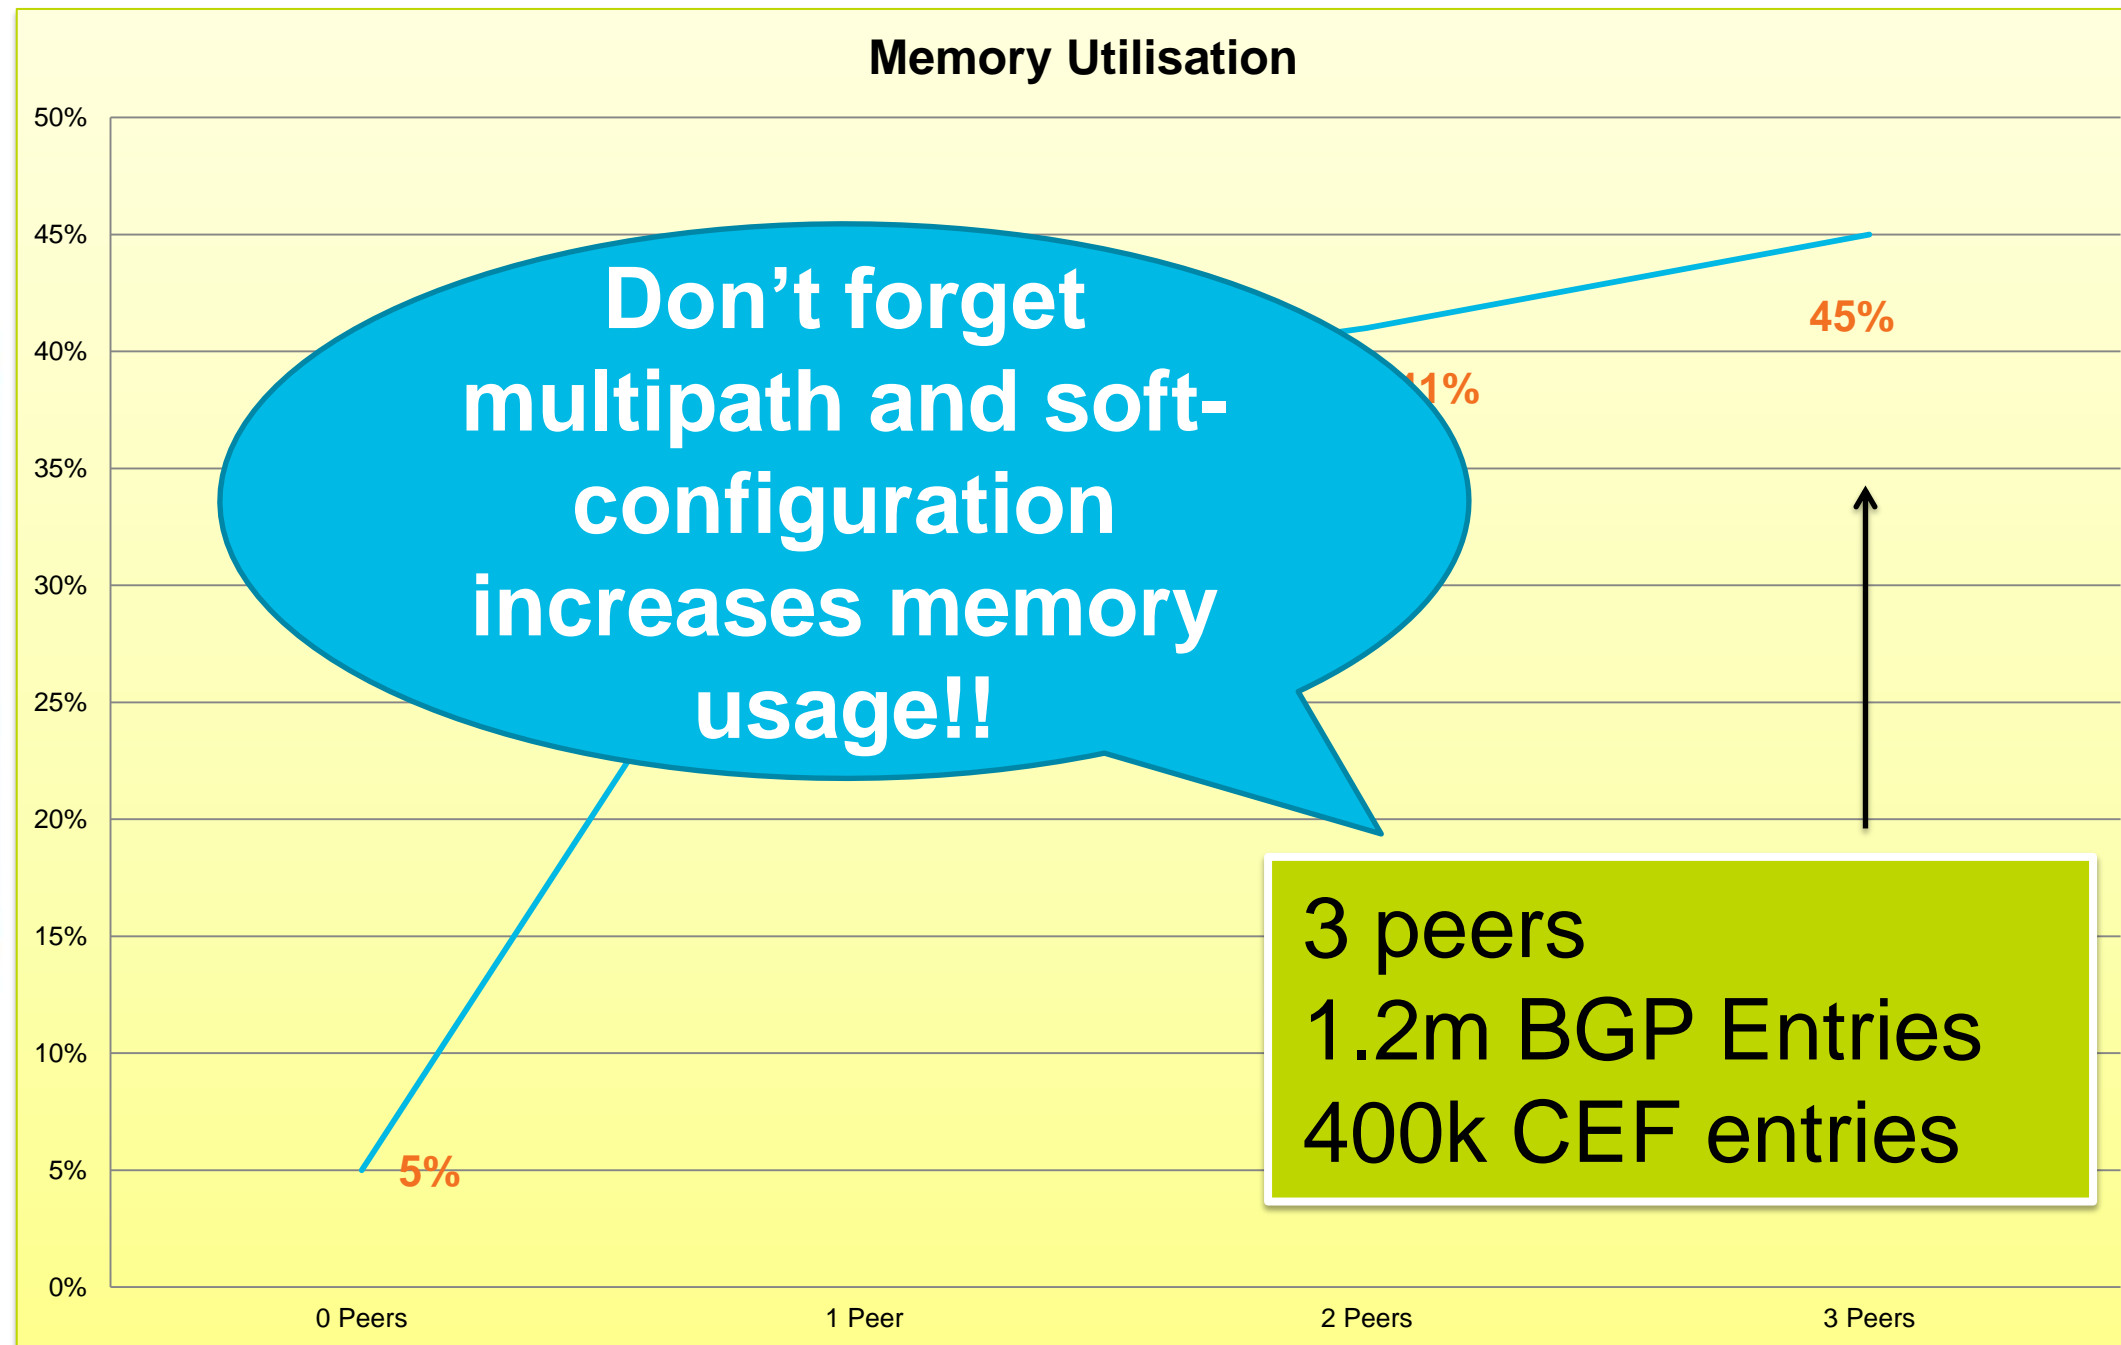 Memory Utilisation
50%
45%
40%
35%
30%
25%
20%
15%
10%
5%
0%
Don’t forget
multipath and soft-
configuration
increases memory
usage!!
45%
5%
3 peers
1.2m BGP Entries
400k CEF entries
0 Peers
1 Peer
2 Peers
3 Peers